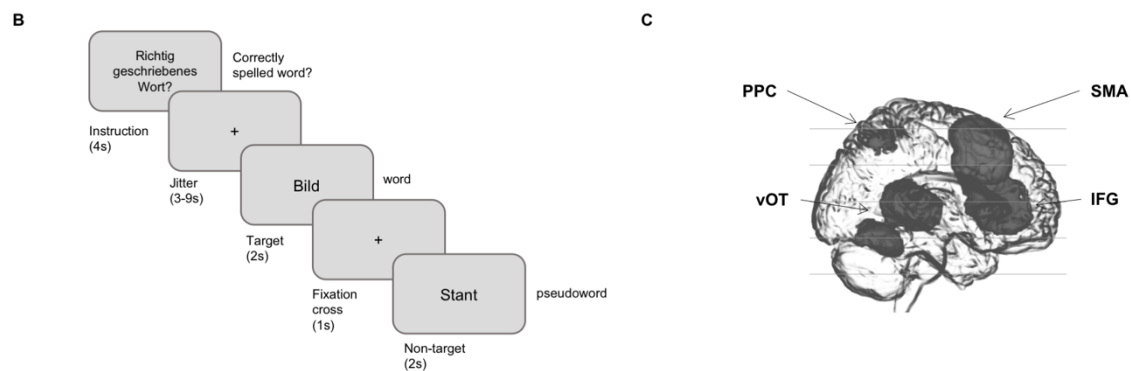 B
Richtig
geschriebenes
Wort?
Correctly
spelled word?
Instruction
(4s)
+
Jitter
(3-9s)
Bild
word
Target
(2s)
+
Fixation
cross
(1s)
Stant
pseudoword
Non-target
(2s)
C
PPC
SMA
vOT
IFG